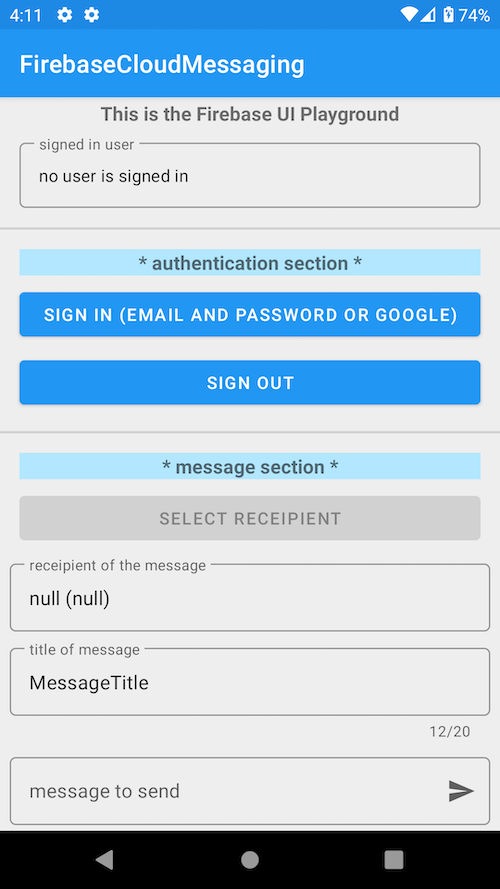 4:11
74%
FirebaseCloudMessaging
This is the Firebase UI Playground
signed in user
no user is signed in
* authentication section *
SIGN IN (EMAIL AND PASSWORD OR GOOGLE)
SIGN OUT
* message section *
SELECT RECEIPIENT
receipient of the message
null (null)
title of message
MessageTitle
12/20
message to send